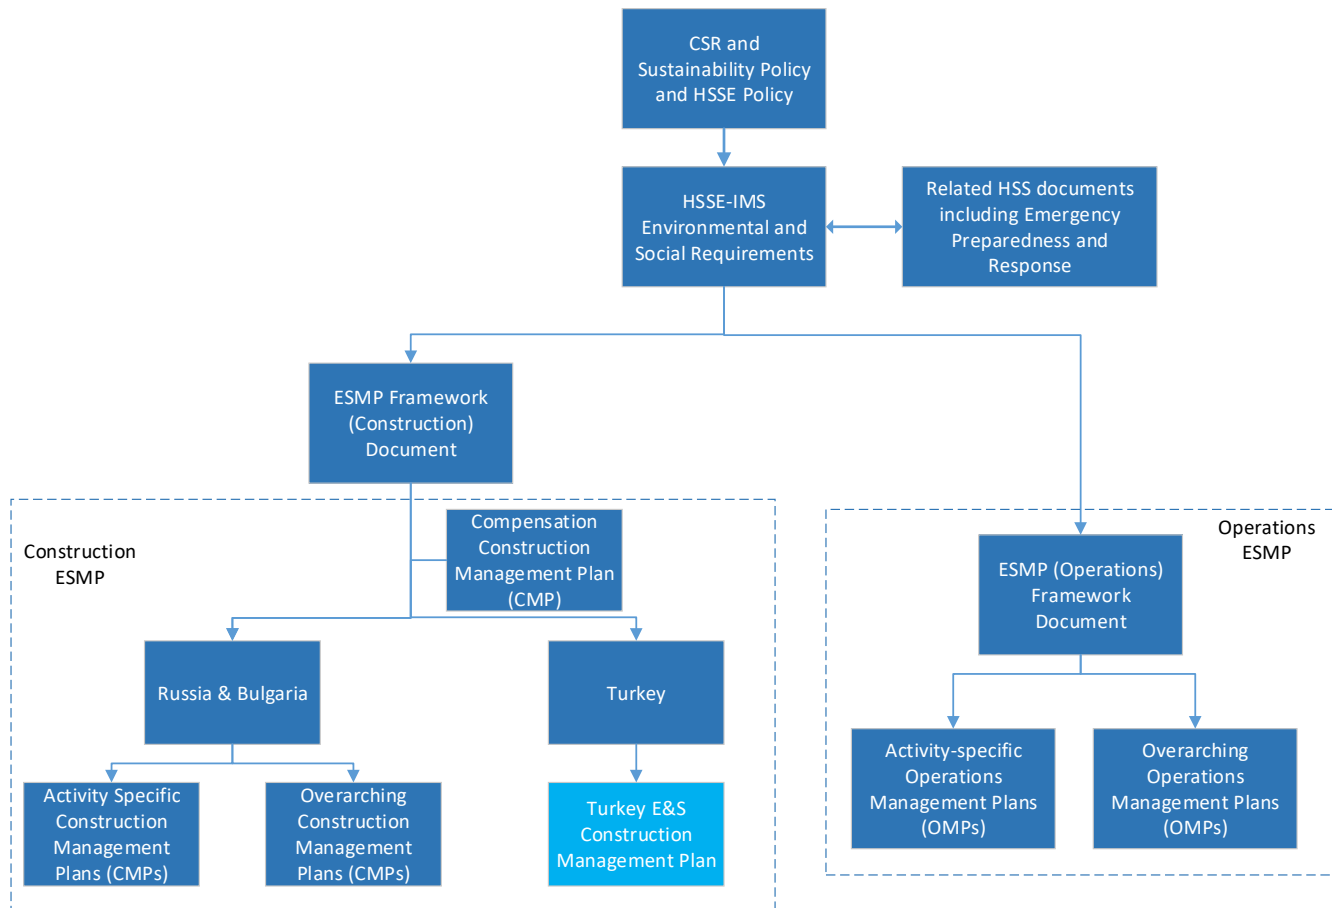 CSR and
Sustainability Policy
and HSSE Policy
HSSE-IMS
Environmental and
Social Requirements
Related HSS documents
including Emergency
Preparedness and
Response
ESMP Framework
(Construction)
Document
Construction
ESMP
Compensation
Construction
Management Plan
(CMP)
Operations
ESMP
ESMP (Operations)
Framework
Document
Russia & Bulgaria
Turkey
Activity Specific
Construction
Management
Plans (CMPs)
Overarching
Construction
Management
Plans (CMPs)
Turkey E&S
Construction
Management Plan
Activity-specific
Operations
Management Plans
(OMPs)
Overarching
Operations
Management Plans
(OMPs)